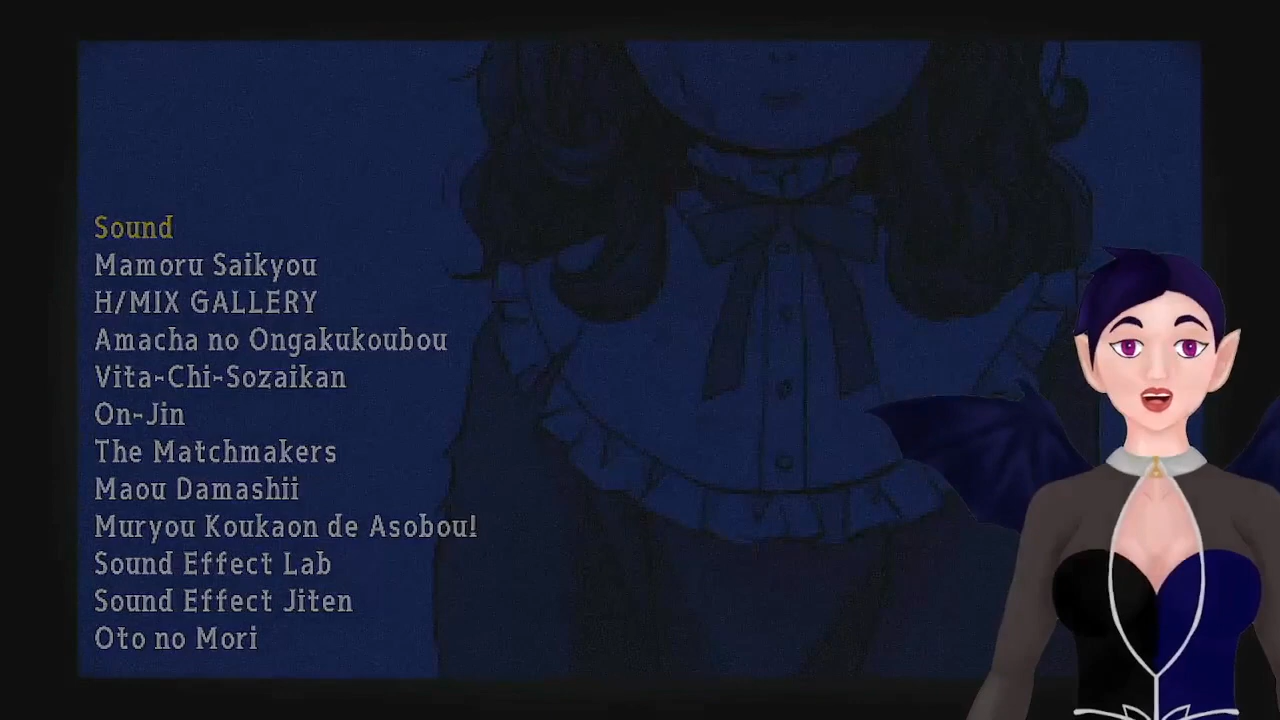 Sound
Mamoru Saikyou
H/MIX GALLERY
Amacha no Ongakukoubou
Vita-Chi-Sozaikan
On-Jin
The Matchmakers
Maou Damashii
Muryou Koukaon de Asobou!
Sound Effect Lab
Sound Effect Jiten
Oto no Mori